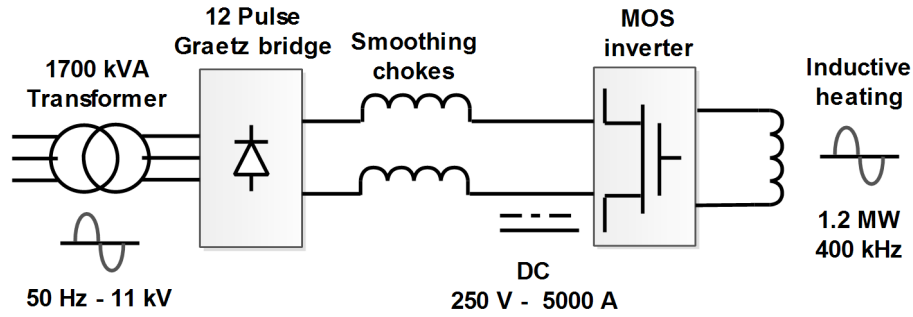 12 Pulse
Graetz bridge
MOS
inverter
Smoothing
chokes
1700 kVA
Transformer
Inductive
heating
50 Hz - 11 kV
DC
250 V - 5000 A
1.2 MW
400 kHz